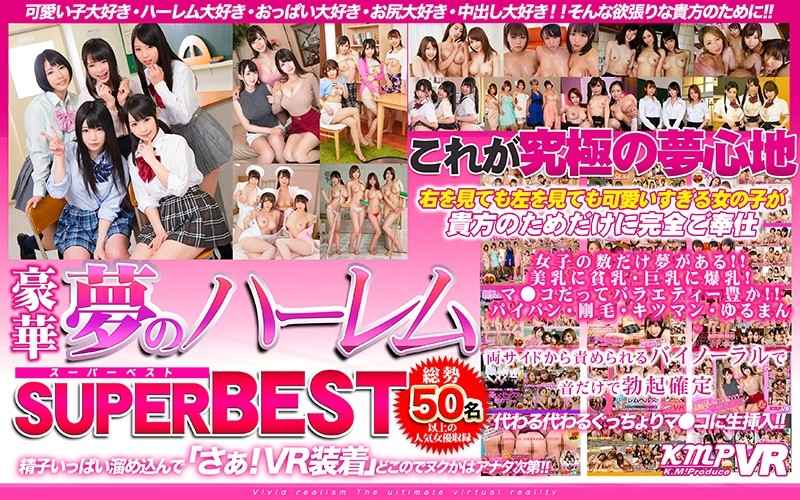 可愛い子大好き・ハーレム大好き・おっぱい大好き・お尻大好き・中出し大好き！！そんな欲張りな貴方のために!!
これが究極の夢心地
右を見ても左を見ても可愛いすぎる女の子が
貴方のためだけに完全ご奉仕
女子の数だけ夢がある!!
美乳に貧乳・巨乳に爆乳!
マ●コだってバラエティー豊か!!
パイパン・剛毛・キツマン・ゆるまん
両サイドから責められるバイノーラルで
音だけで勃起確定
代わる代わるぐっちょりマ●コに生挿入!!
豪華 夢のハーレム
スーパーベスト
SUPER BEST
総勢
50名
以上の
人気女優収録
精子いっぱい溜め込んで「さぁ！VR装着」どこでヌクかはアナタ次第!!
KMPVR
K.M.Produce
Vivid realism The ultimate virtual reality